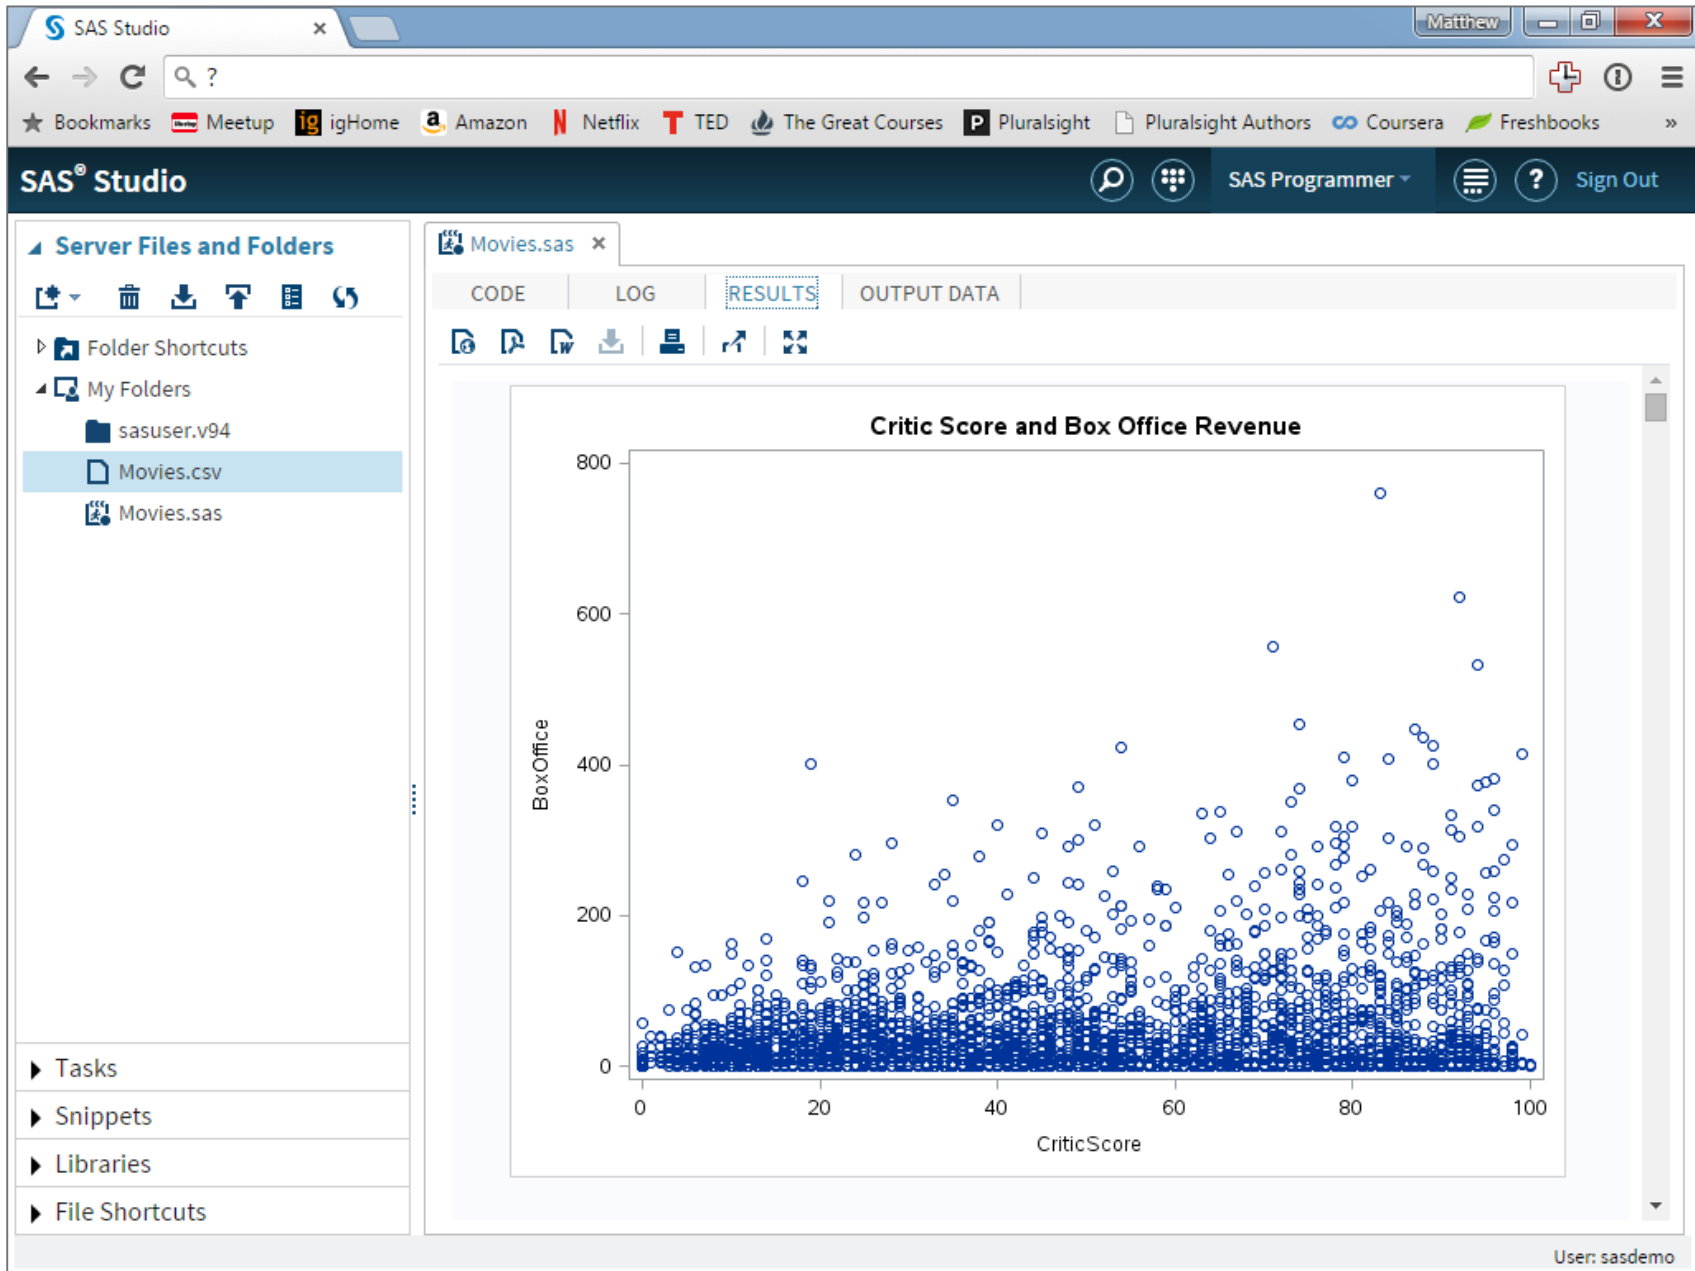 SAS Studio
Matthew
?
Bookmarks Meetup igHome Amazon Netflix TED The Great Courses Pluralsight Pluralsight Authors Coursera Freshbooks »
SAS® Studio
SAS Programmer
? Sign Out
Server Files and Folders
Folder Shortcuts
My Folders
sasuser.v94
Movies.csv
Movies.sas
Tasks
Snippets
Libraries
File Shortcuts
Movies.sas
CODE LOG RESULTS OUTPUT DATA
Critic Score and Box Office Revenue
800
600
400
200
0
BoxOffice
0 20 40 60 80 100
CriticScore
User: sasdemo